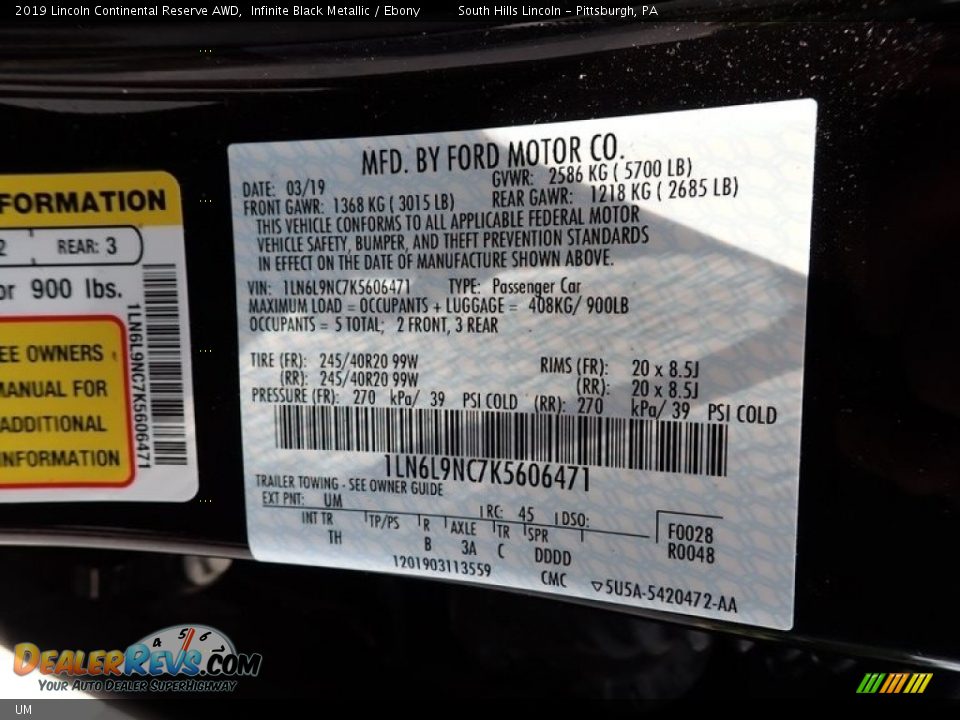 2019 Lincoln Continental Reserve AWD, Infinite Black Metallic / Ebony South Hills Lincoln - Pittsburgh, PA
FORMATION
2 REAR: 3
or 900 lbs.
EE OWNERS
MANUAL FOR
ADDITIONAL
INFORMATION
1LN6L9NC7K5606471
MFD. BY FORD MOTOR CO.
DATE: 03/19 GVWR: 2586 KG ( 5700 LB)
FRONT GAWR: 1368 KG ( 3015 LB) REAR GAWR: 1218 KG ( 2685 LB)
THIS VEHICLE CONFORMS TO ALL APPLICABLE FEDERAL MOTOR
VEHICLE SAFETY, BUMPER, AND THEFT PREVENTION STANDARDS
IN EFFECT ON THE DATE OF MANUFACTURE SHOWN ABOVE.
VIN: 1LN6L9NC7K5606471 TYPE: Passenger Car
MAXIMUM LOAD = OCCUPANTS + LUGGAGE = 408KG/ 900LB
OCCUPANTS = 5 TOTAL; 2 FRONT, 3 REAR
TIRE (FR): 245/40R20 99W RIMS (FR): 20 x 8.5J
(RR): 245/40R20 99W (RR): 20 x 8.5J
PRESSURE (FR): 270 kPa/ 39 PSI COLD (RR): 270 kPa/ 39 PSI COLD
1LN6L9NC7K5606471
TRAILER TOWING - SEE OWNER GUIDE
EXT PNT: UM RC: 45 DSO: F0028
INT TR TP/PS R AXLE TR SPR R0048
TH B 3A C DDDD
1201903113559 CMC ▽5U5A-5420472-AA
4 5 6
DEALERREVS.COM
YOUR AUTO DEALER SUPERHIGHWAY
UM